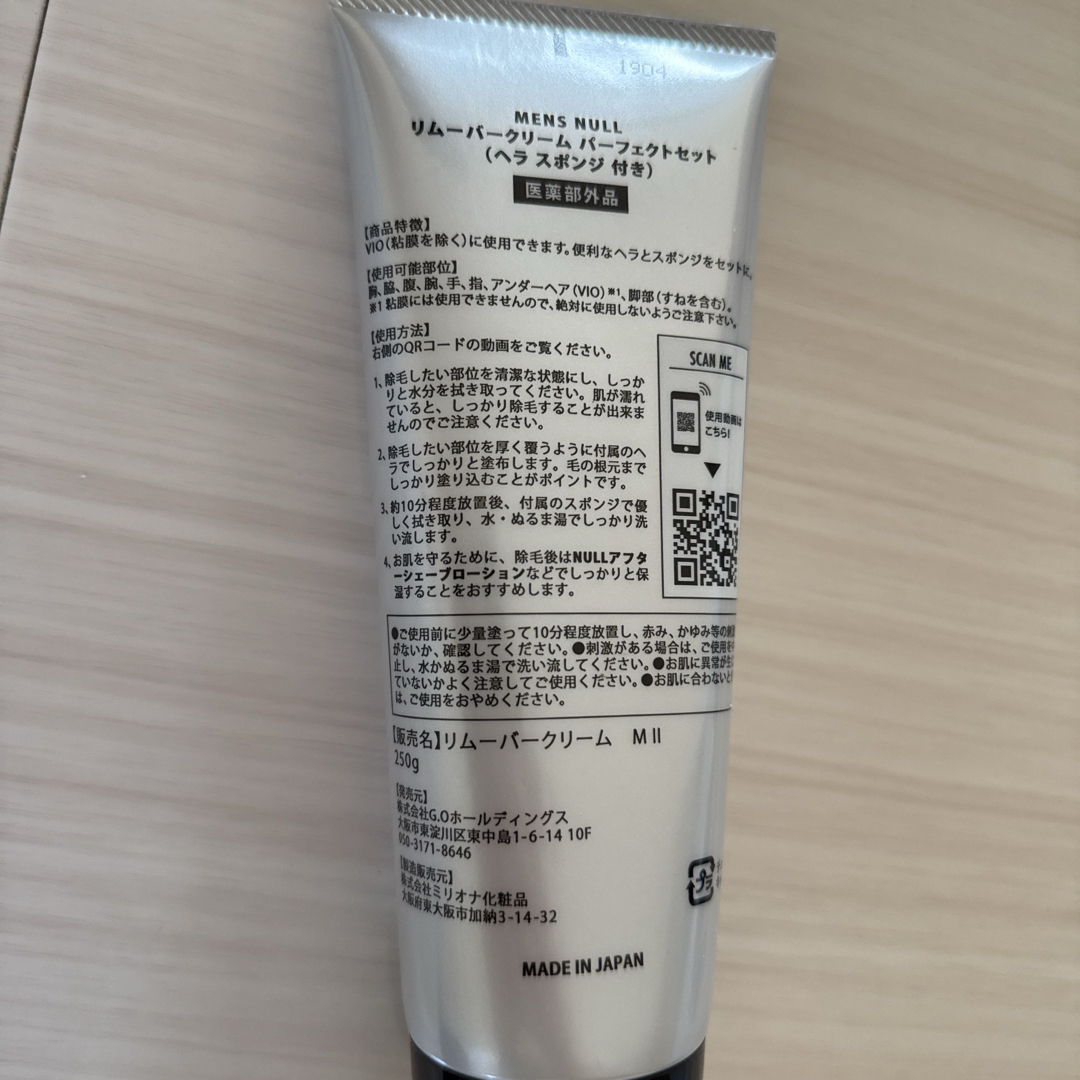 1904
MENS NULL
リムーバークリーム パーフェクトセット
（ヘラ スポンジ 付き）
医薬部外品
【商品特徴】
VIO（粘膜を除く）に使用できます。便利なヘラとスポンジをセットに。
【使用可能部位】
胸、脇、腹、腕、手、指、アンダーヘア（VIO）※1、脚部（すねを含む）。
※1 粘膜には使用できませんので、絶対に使用しないようご注意下さい。
【使用方法】
右側のQRコードの動画をご覧ください。
1、除毛したい部位を清潔な状態にし、しっか
りと水分を拭き取ってください。肌が濡れ
ていると、しっかり除毛することが出来ま
せんのでご注意ください。
2、除毛したい部位を厚く覆うように付属のヘ
ラでしっかりと塗布します。毛の根元まで
しっかり塗り込むことがポイントです。
3、約10分程度放置後、付属のスポンジで優
しく拭き取り、水・ぬるま湯でしっかり洗
い流します。
4、お肌を守るために、除毛後はNULLアフタ
ーシェーブローションなどでしっかりと保
湿することをおすすめします。
SCAN ME
使用動画は
こちら!
●ご使用前に少量塗って10分程度放置し、赤み、かゆみ等の刺激
がないか、確認してください。●刺激がある場合は、ご使用を中
止し、水かぬるま湯で洗い流してください。●お肌に異常が生じ
ていないかよく注意してご使用ください。●お肌に合わないと
は、ご使用をおやめください。
【販売名】リムーバークリーム MⅡ
250g
【発売元】
株式会社G.Oホールディングス
大阪市東淀川区東中島1-6-14 10F
050-3171-8646
【製造販売元】
株式会社ミリオナ化粧品
大阪府東大阪市加納3-14-32
プラ
MADE IN JAPAN